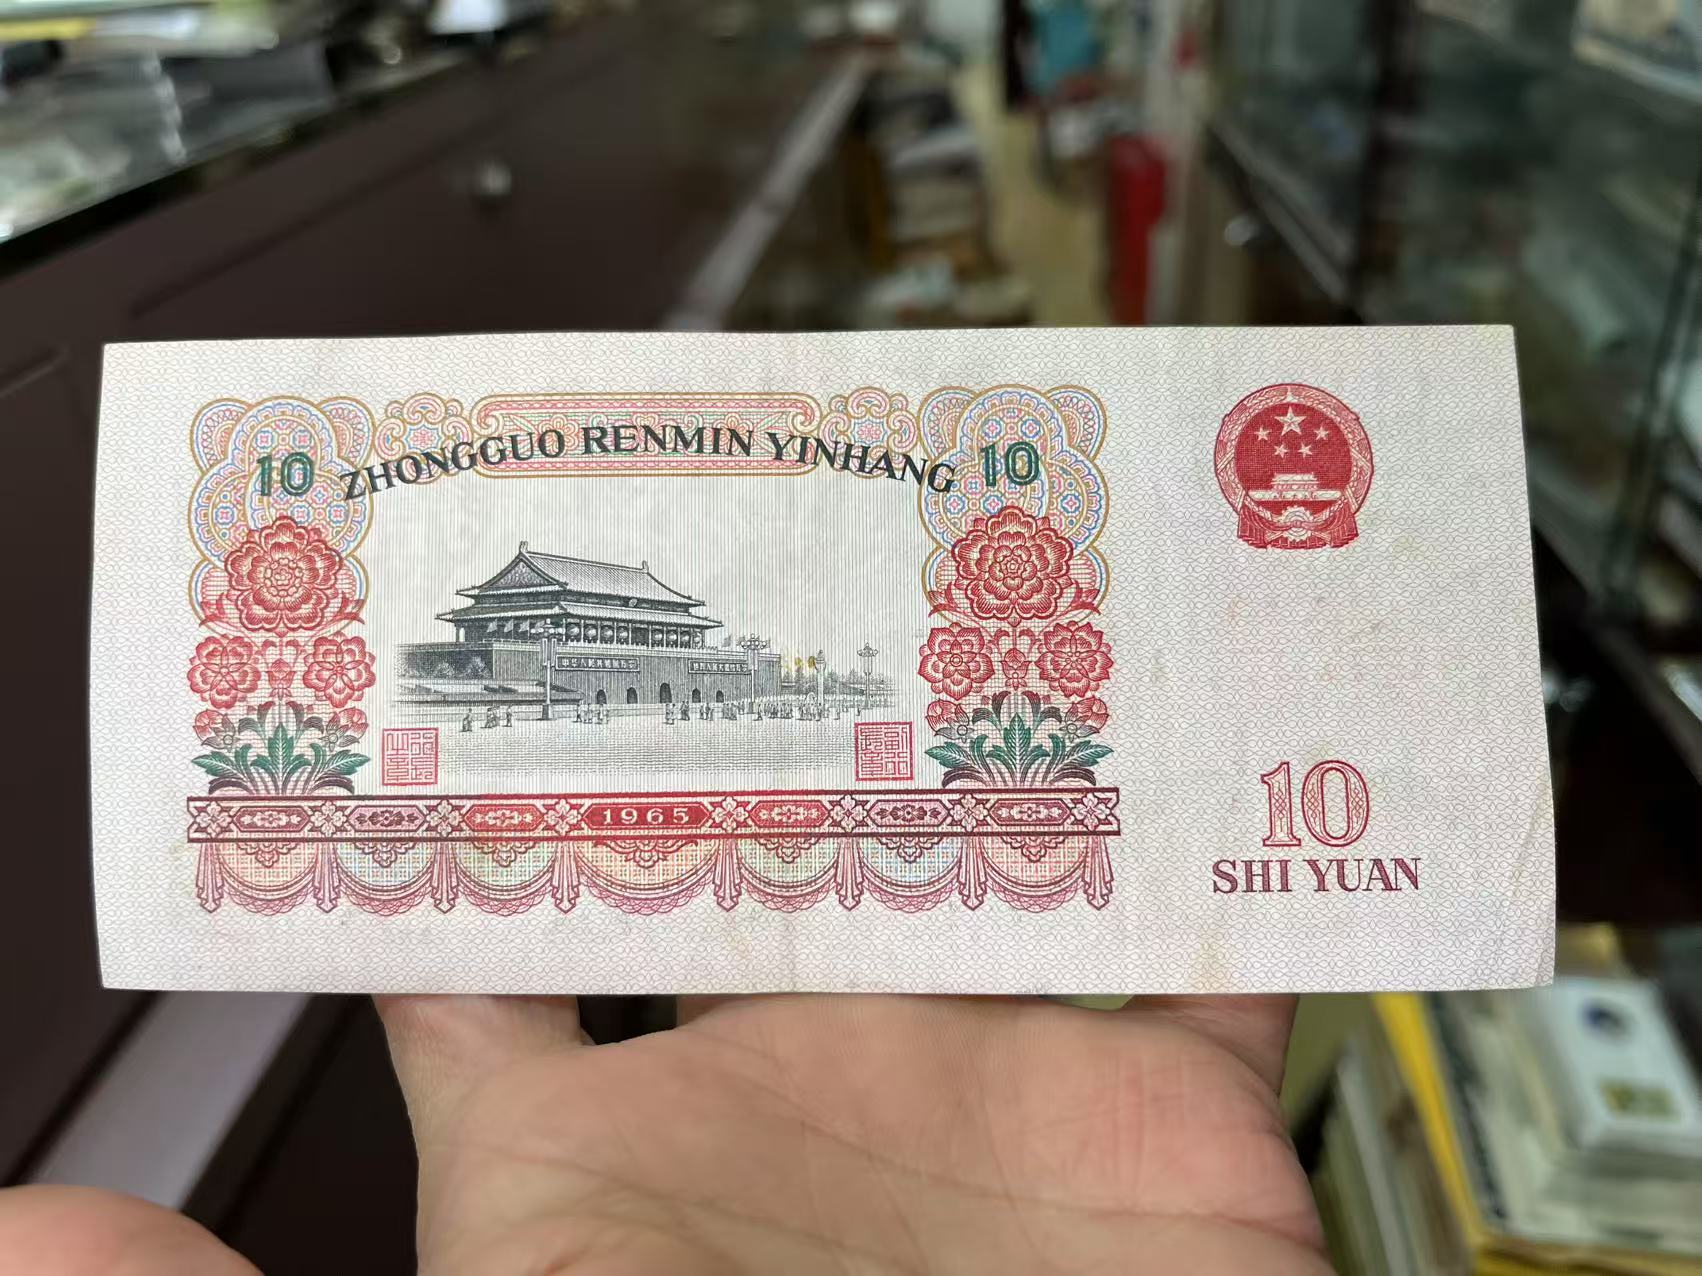 10 ZHONGGUO RENMIN YINHANG 10
1965
10
SHI YUAN